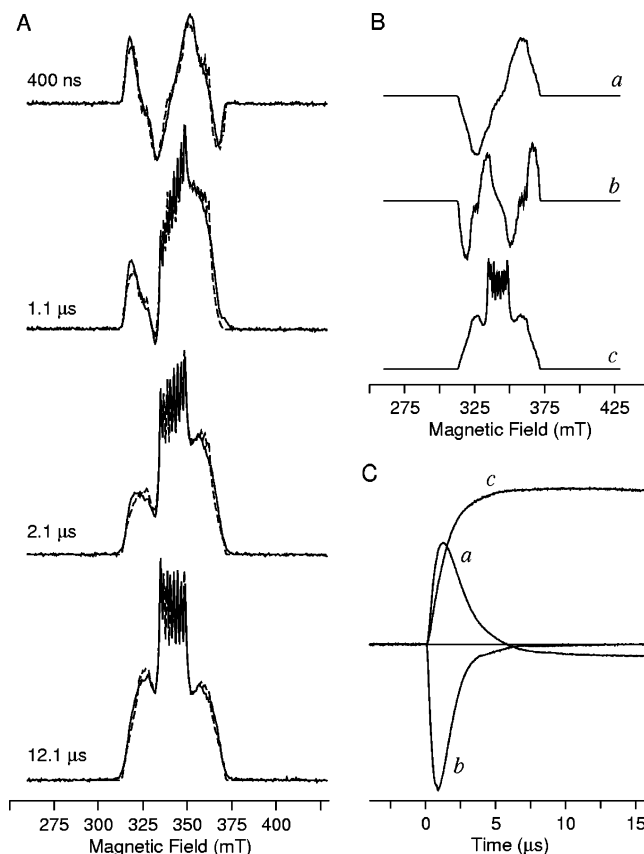 A
400 ns
1.1 μs
2.1 μs
12.1 μs
300 325 350 375 400
Magnetic Field (mT)
B
a
b
c
275 325 375 425
Magnetic Field (mT)
C
c
a
b
0 5 10 15
Time (μs)